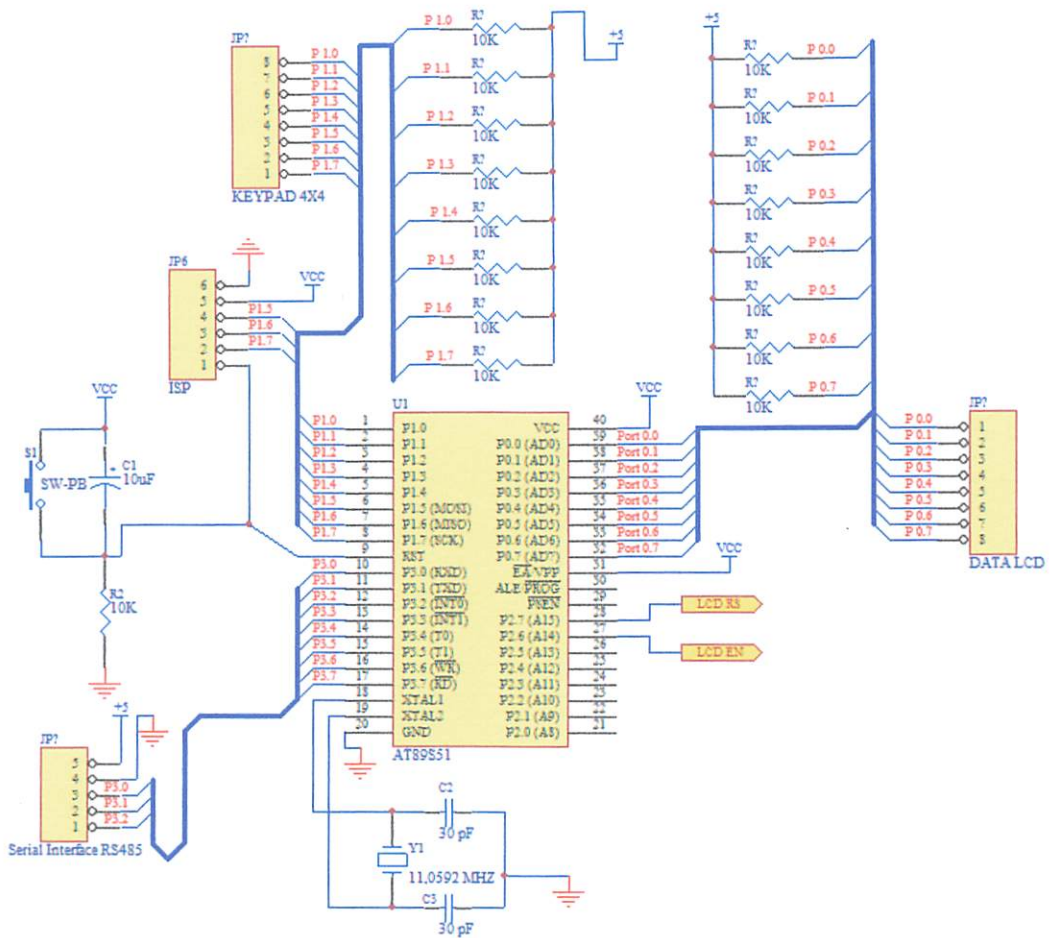 JP?
8
7
6
5
4
3
2
1
P 1.0
P 1.1
P 1.2
P 1.3
P 1.4
P 1.5
P 1.6
P 1.7
KEYPAD 4X4
P 1.0
R?
10K
P 1.1
R?
10K
P 1.2
R?
10K
P 1.3
R?
10K
P 1.4
R?
10K
P 1.5
R?
10K
P 1.6
R?
10K
P 1.7
R?
10K
+5
+5
R?
10K
P 0.0
R?
10K
P 0.1
R?
10K
P 0.2
R?
10K
P 0.3
R?
10K
P 0.4
R?
10K
P 0.5
R?
10K
P 0.6
R?
10K
P 0.7
JP6
6
5
4
3
2
1
VCC
P1.5
P1.6
P1.7
ISP
VCC
S1
SW-PB
C1
+
10uF
R2
10K
U1
P1.0 1 P1.0
P1.1 2 P1.1
P1.2 3 P1.2
P1.3 4 P1.3
P1.4 5 P1.4
P1.5 6 P1.5 (MOSI)
P1.6 7 P1.6 (MISO)
P1.7 8 P1.7 (SCK)
9 RST
P3.0 10 P3.0 (RXD)
P3.1 11 P3.1 (TXD)
P3.2 12 P3.2 (INT0)
P3.3 13 P3.3 (INT1)
P3.4 14 P3.4 (T0)
P3.5 15 P3.5 (T1)
P3.6 16 P3.6 (WR)
P3.7 17 P3.7 (RD)
18 XTAL1
19 XTAL2
20 GND
VCC 40 VCC
P0.0 (AD0) 39 Port 0.0
P0.1 (AD1) 38 Port 0.1
P0.2 (AD2) 37 Port 0.2
P0.3 (AD3) 36 Port 0.3
P0.4 (AD4) 35 Port 0.4
P0.5 (AD5) 34 Port 0.5
P0.6 (AD6) 33 Port 0.6
P0.7 (AD7) 32 Port 0.7
EA/VPP 31 VCC
ALE/PROG 30
PSEN 29
P2.7 (A15) 28 LCD RS
P2.6 (A14) 27 LCD EN
P2.5 (A13) 26
P2.4 (A12) 25
P2.3 (A11) 24
P2.2 (A10) 23
P2.1 (A9) 22
P2.0 (A8) 21
AT89S51
JP?
P 0.0 1
P 0.1 2
P 0.2 3
P 0.3 4
P 0.4 5
P 0.5 6
P 0.6 7
P 0.7 8
DATA LCD
+5
JP?
5
4
3 P3.0
2 P3.1
1 P3.2
Serial Interface RS485
C2
30 pF
Y1
11,0592 MHZ
C3
30 pF